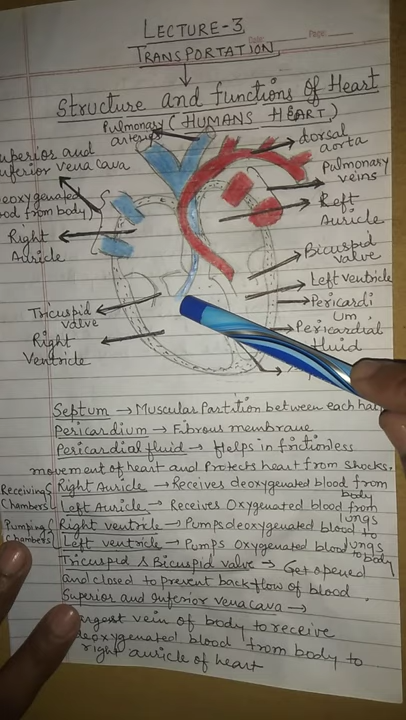 LECTURE-3
Date: Page:
TRANSPORTATION
Structure and functions of Heart
(HUMANS HEART)
Pulmonary arteries
dorsal aorta
Superior and
inferior vena cava
(deoxygenated
blood from body)
Pulmonary veins
Reft Auricle
Right Auricle
Bicuspid valve
Left ventricle
Pericardium
Tricuspid valve
Pericardial fluid
Right Ventricle
Septum → Muscular Partition between each half
Pericardium → Fibrous membrane
Pericardial fluid → Helps in frictionless
movement of heart and Protects heart from shocks.
Receiving Chambers
Right Auricle → Receives deoxygenated blood from body
Left Auricle → Receives Oxygenated blood from lungs
Pumping Chambers
Right ventricle → Pumps deoxygenated blood to lungs
Left ventricle → Pumps Oxygenated blood to body
Tricuspid & Bicuspid valve → Get opened
and closed to prevent backflow of blood.
Superior and Inferior venacava →
Largest vein of body to receive
deoxygenated blood from body to
right auricle of heart